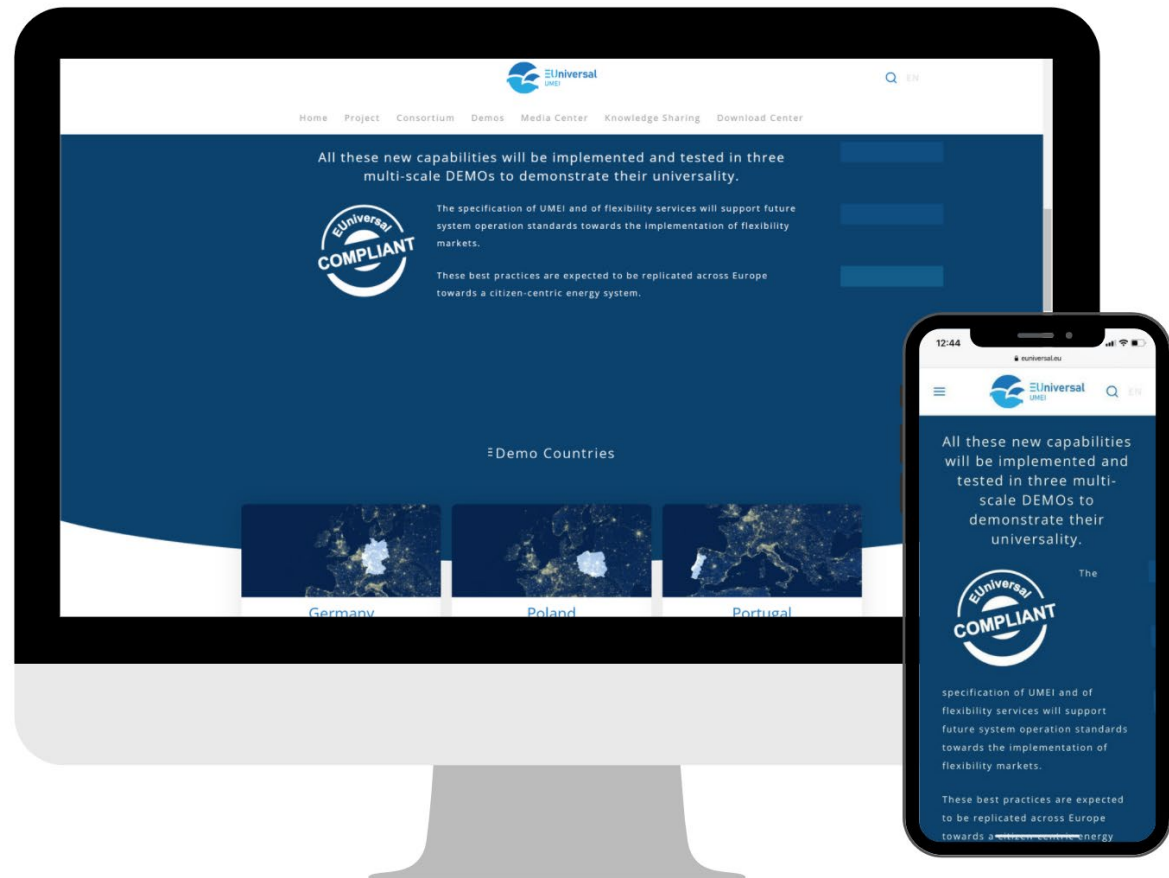 EUniversal
UMEI
EN
Home Project Consortium Demos Media Center Knowledge Sharing Download Center
All these new capabilities will be implemented and tested in three
multi-scale DEMOs to demonstrate their universality.
EUniversal
COMPLIANT
The specification of UMEI and of flexibility services will support future
system operation standards towards the implementation of flexibility
markets.
These best practices are expected to be replicated across Europe
towards a citizen-centric energy system.
Demo Countries
Germany Poland Portugal
12:44
euniversal.eu
EUniversal
UMEI
EN
All these new capabilities
will be implemented and
tested in three multi-
scale DEMOs to
demonstrate their
universality.
The
EUniversal
COMPLIANT
specification of UMEI and of
flexibility services will support
future system operation standards
towards the implementation of
flexibility markets.
These best practices are expected
to be replicated across Europe
towards a citizen-centric energy